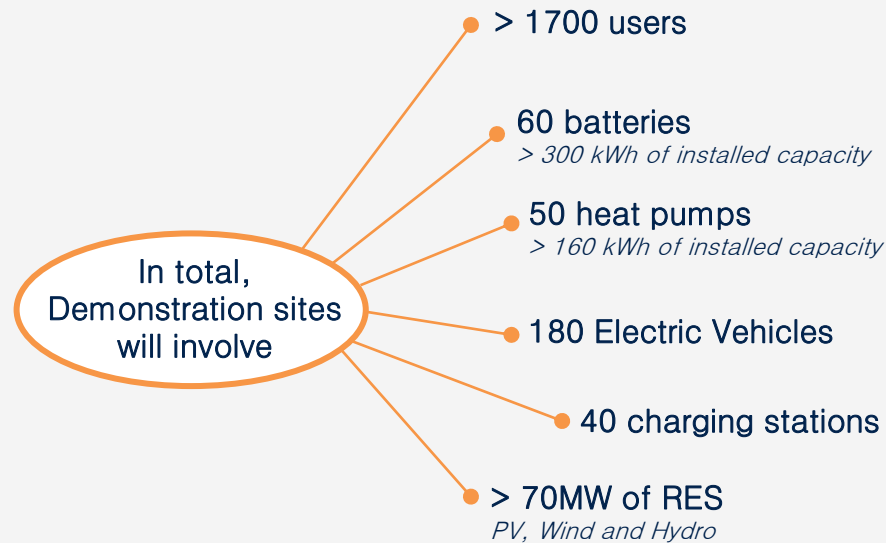 In total,
Demonstration sites
will involve
> 1700 users
60 batteries
> 300 kWh of installed capacity
50 heat pumps
> 160 kWh of installed capacity
180 Electric Vehicles
40 charging stations
> 70MW of RES
PV, Wind and Hydro